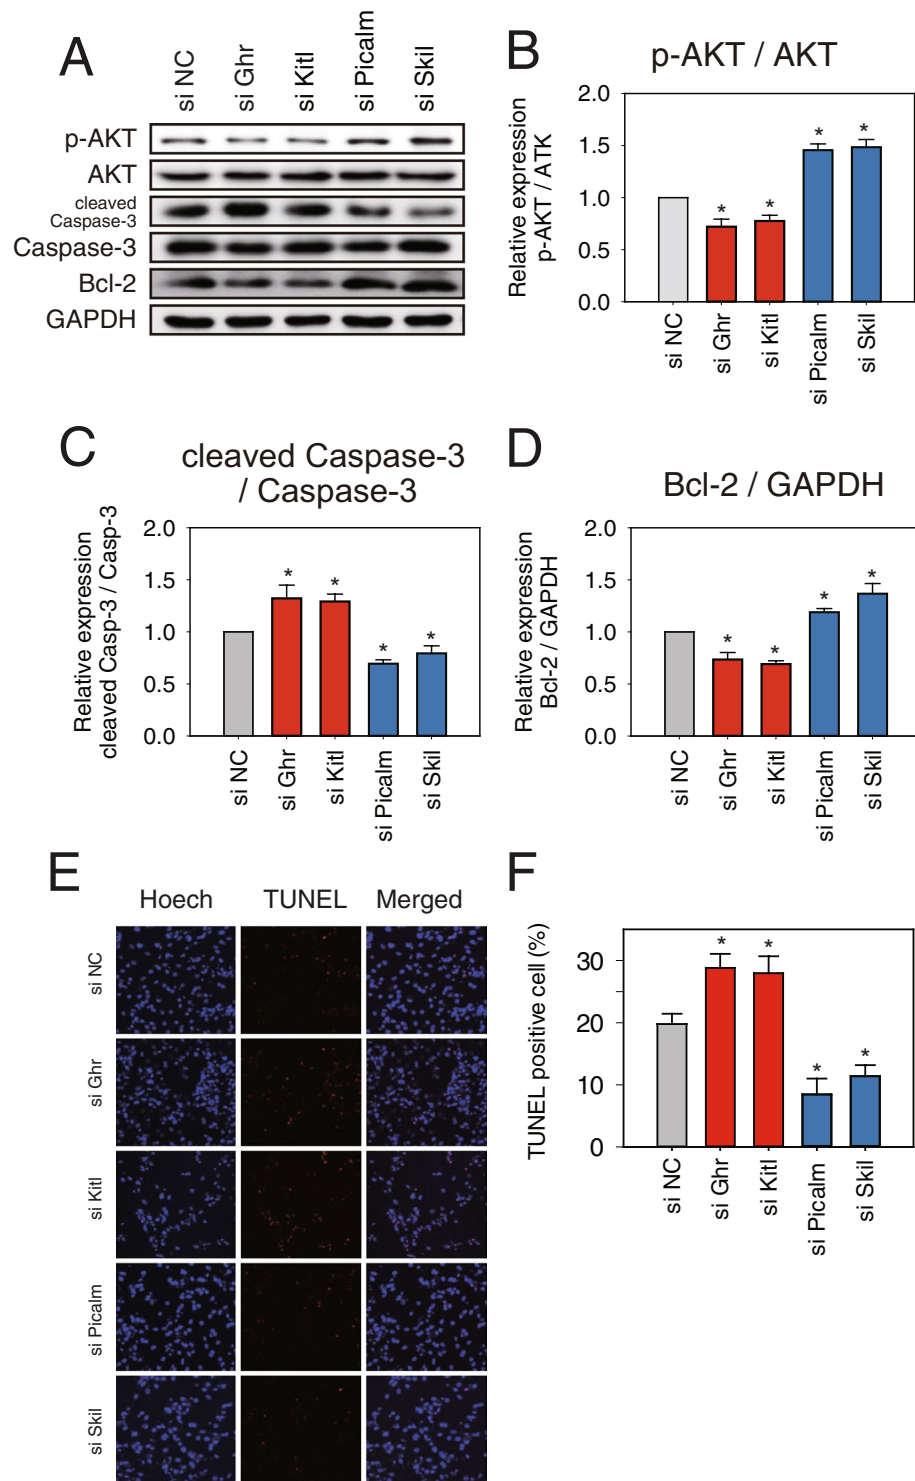 A
si NC
si Ghr
si Kitl
si Picalm
si Skil
p-AKT
AKT
cleaved
Caspase-3
Caspase-3
Bcl-2
GAPDH
B
p-AKT / AKT
Relative expression
p-AKT / ATK
2.0
1.5
1.0
0.5
0.0
*
*
*
*
si NC
si Ghr
si Kitl
si Picalm
si Skil
C
cleaved Caspase-3
/ Caspase-3
Relative expression
cleaved Casp-3 / Casp-3
2.0
1.5
1.0
0.5
0.0
*
*
*
*
si NC
si Ghr
si Kitl
si Picalm
si Skil
D
Bcl-2 / GAPDH
Relative expression
Bcl-2 / GAPDH
2.0
1.5
1.0
0.5
0.0
*
*
*
*
si NC
si Ghr
si Kitl
si Picalm
si Skil
E
Hoech
TUNEL
Merged
si NC
si Ghr
si Kitl
si Picalm
si Skil
F
TUNEL positive cell (%)
30
20
10
0
*
*
*
*
si NC
si Ghr
si Kitl
si Picalm
si Skil